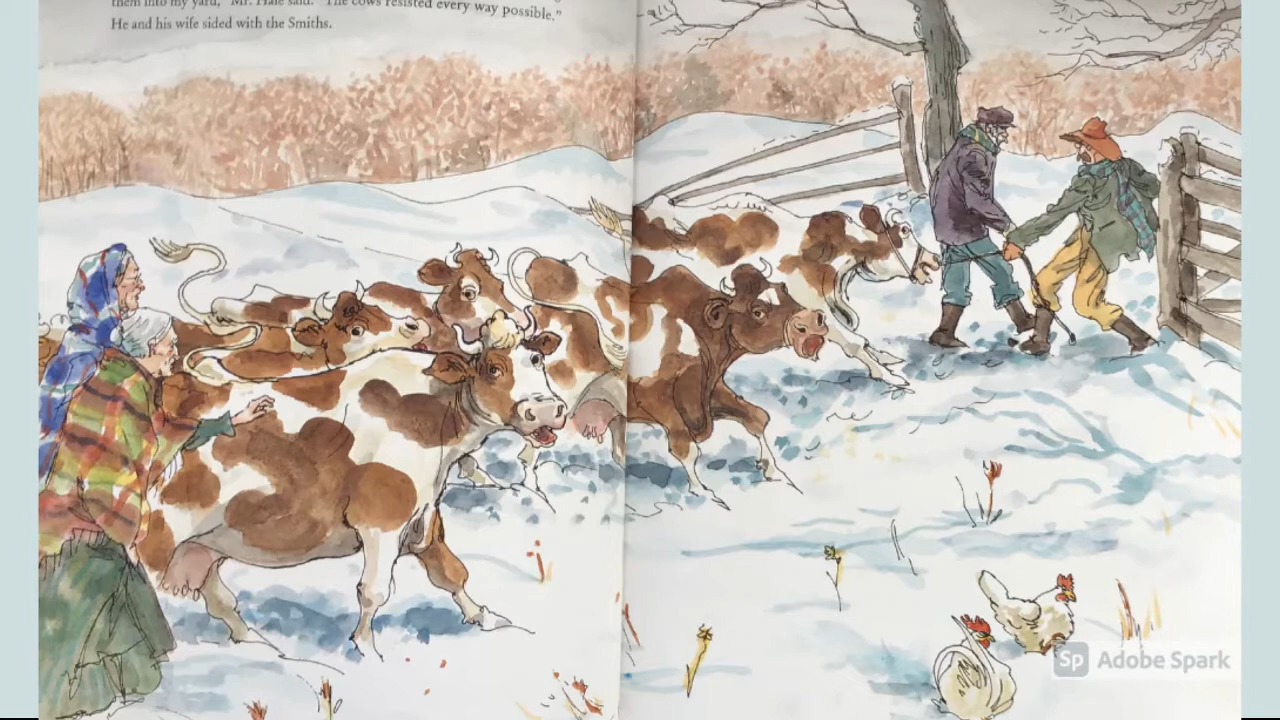 them into my yard," Mr. Hale said. "The cows resisted every way possible."
He and his wife sided with the Smiths.
Sp Adobe Spark